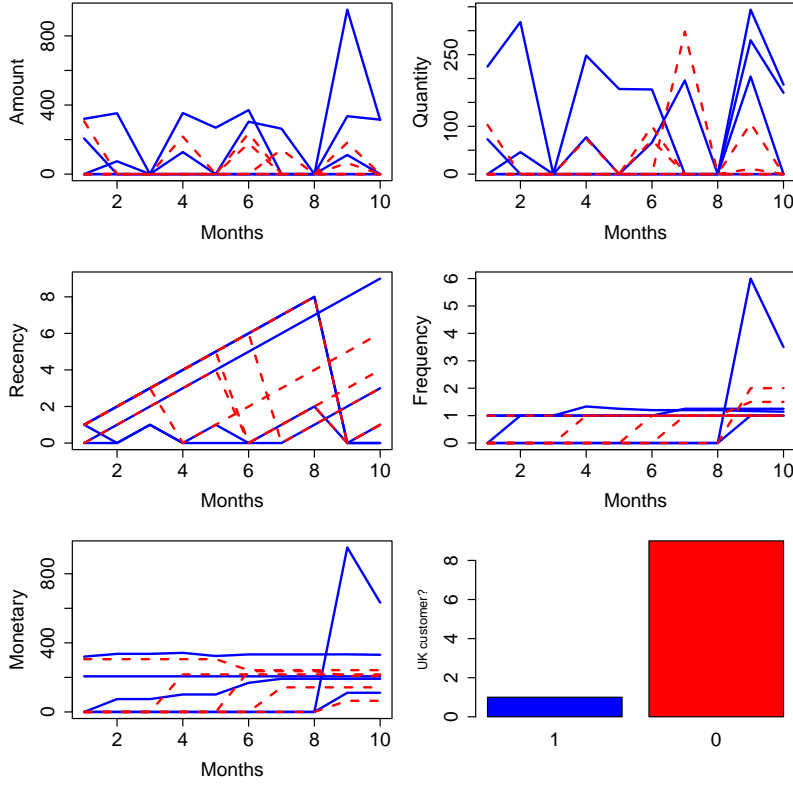 Amount
0 400 800
2 4 6 8 10
Months
Quantity
0 100 250
2 4 6 8 10
Months
Recency
0 2 4 6 8
2 4 6 8 10
Months
Frequency
0 1 2 3 4 5 6
2 4 6 8 10
Months
Monetary
0 400 800
2 4 6 8 10
Months
UK customer?
0 2 4 6 8
1 0